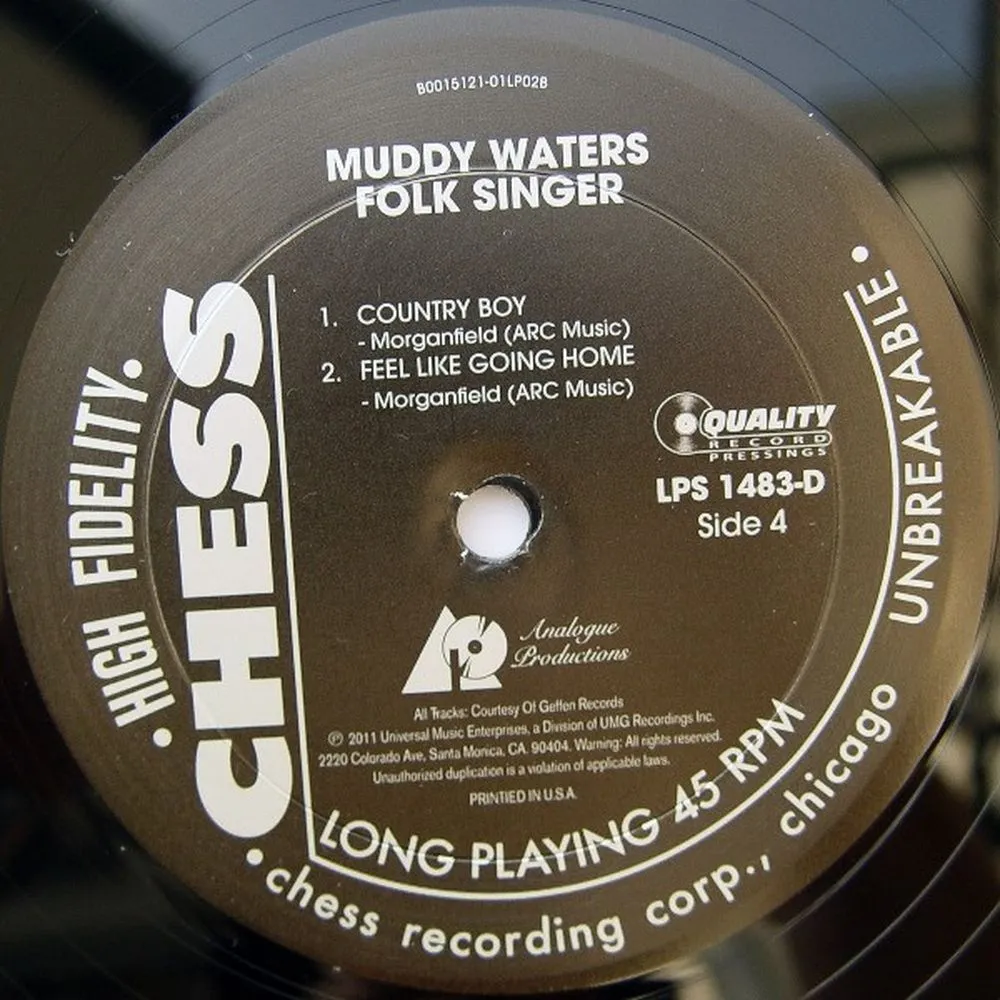 B0015121-01LP02B
MUDDY WATERS
FOLK SINGER
1. COUNTRY BOY
- Morganfield (ARC Music)
2. FEEL LIKE GOING HOME
- Morganfield (ARC Music)
QUALITY
RECORD
PRESSINGS
LPS 1483-D
Side 4
• HIGH FIDELITY. •
CHESS
UNBREAKABLE •
Analogue
Productions
All Tracks: Courtesy Of Geffen Records
℗ 2011 Universal Music Enterprises, a Division of UMG Recordings Inc.
2220 Colorado Ave, Santa Monica, CA. 90404. Warning: All rights reserved.
Unauthorized duplication is a violation of applicable laws.
PRINTIED IN U.S.A.
LONG PLAYING 45 RPM
• chess recording corp., chicago